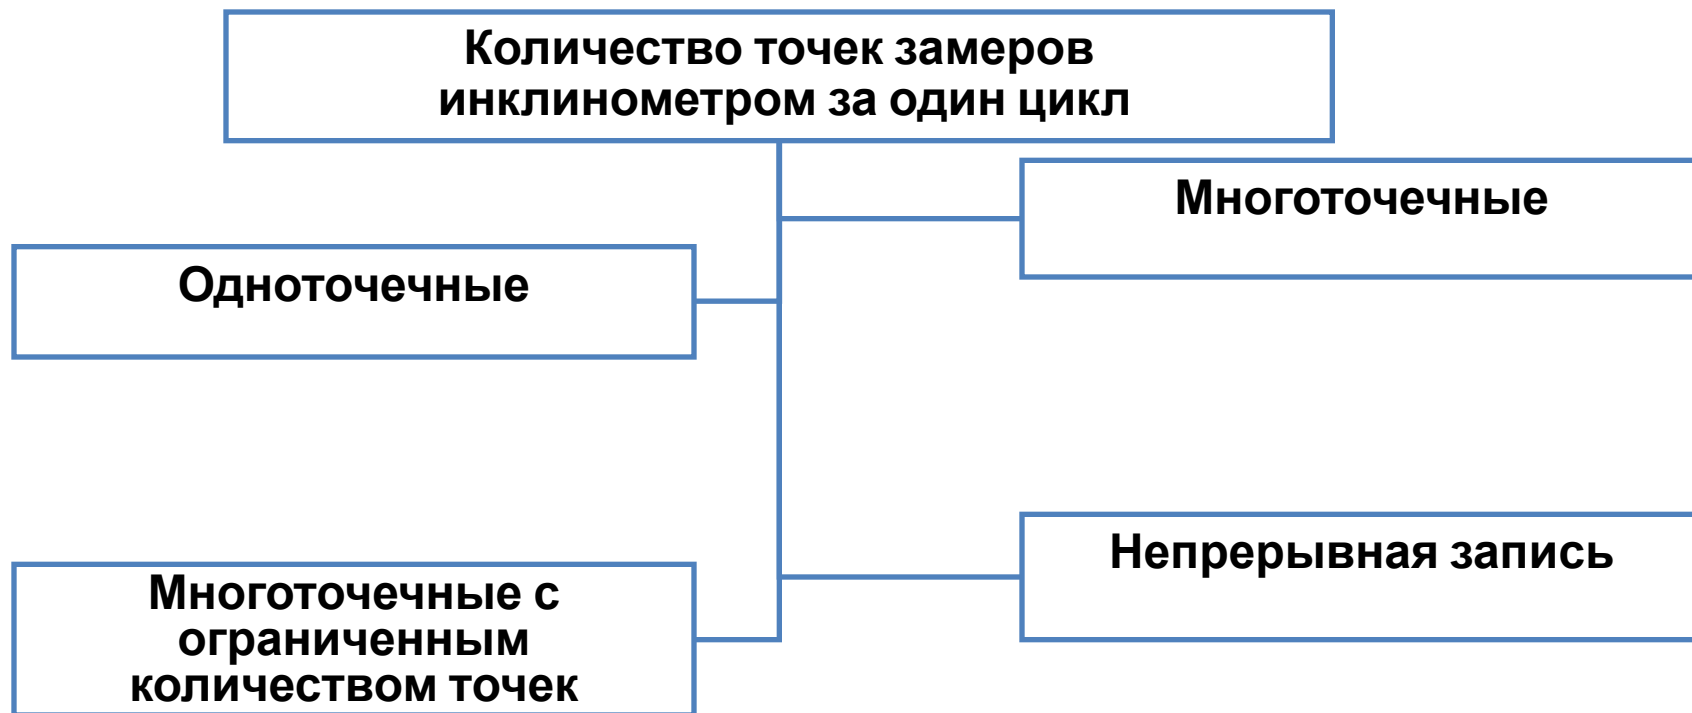 Количество точек замеров
инклинометром за один цикл
Многоточечные
Одноточечные
Непрерывная запись
Многоточечные с
ограниченным
количеством точек